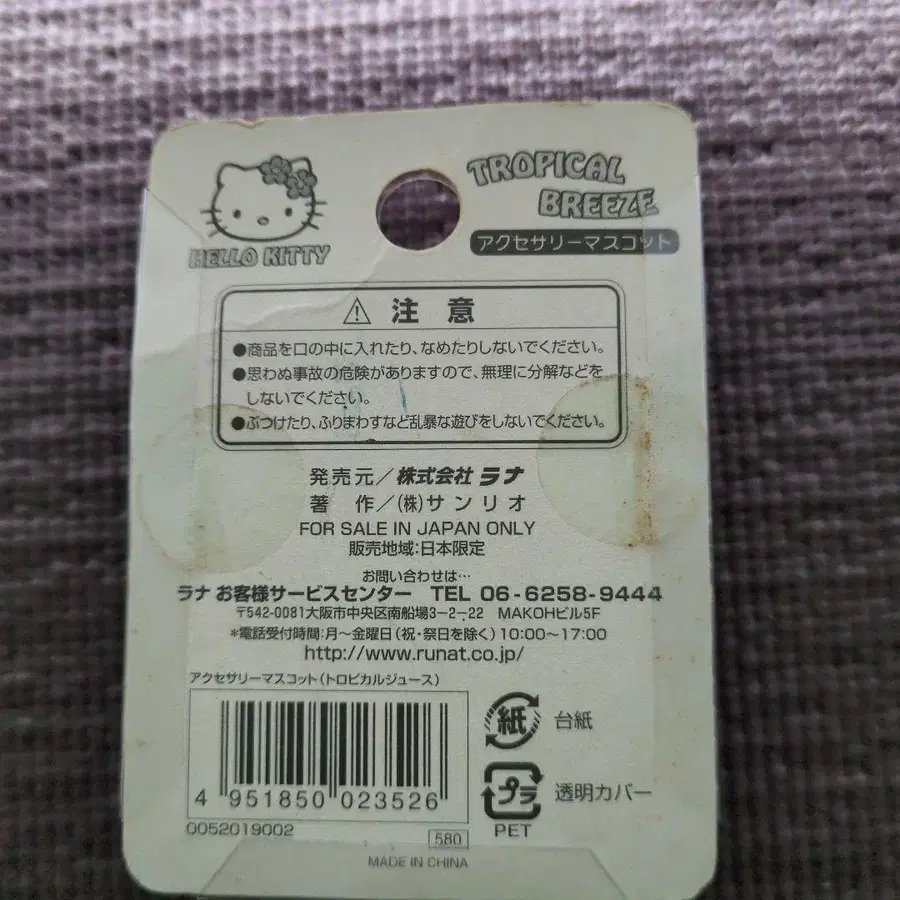 HELLO KITTY
TROPICAL
BREEZE
アクセサリーマスコット
⚠ 注意
●商品を口の中に入れたり、なめたりしないでください。
●思わぬ事故の危険がありますので、無理に分解などを
しないでください。
●ぶつけたり、ふりまわすなど乱暴な遊びをしないでください。
発売元／株式会社 ラナ
著 作／(株)サンリオ
FOR SALE IN JAPAN ONLY
販売地域:日本限定
お問い合わせは…
ラナ お客様サービスセンター TEL 06-6258-9444
〒542-0081大阪市中央区南船場3-2-22 MAKOHビル5F
*電話受付時間:月～金曜日(祝・祭日を除く)10:00～17:00
http://www.runat.co.jp/
アクセサリーマスコット(トロピカルジュース)
4 951850 023526
0052019002
580
紙 台紙
プラ 透明カバー
PET
MADE IN CHINA